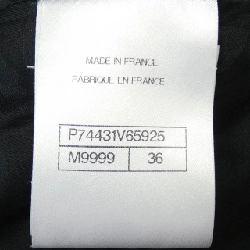 MADE IN FRANCE
FABRIQUE EN FRANCE
P74431V65925
M9999 36